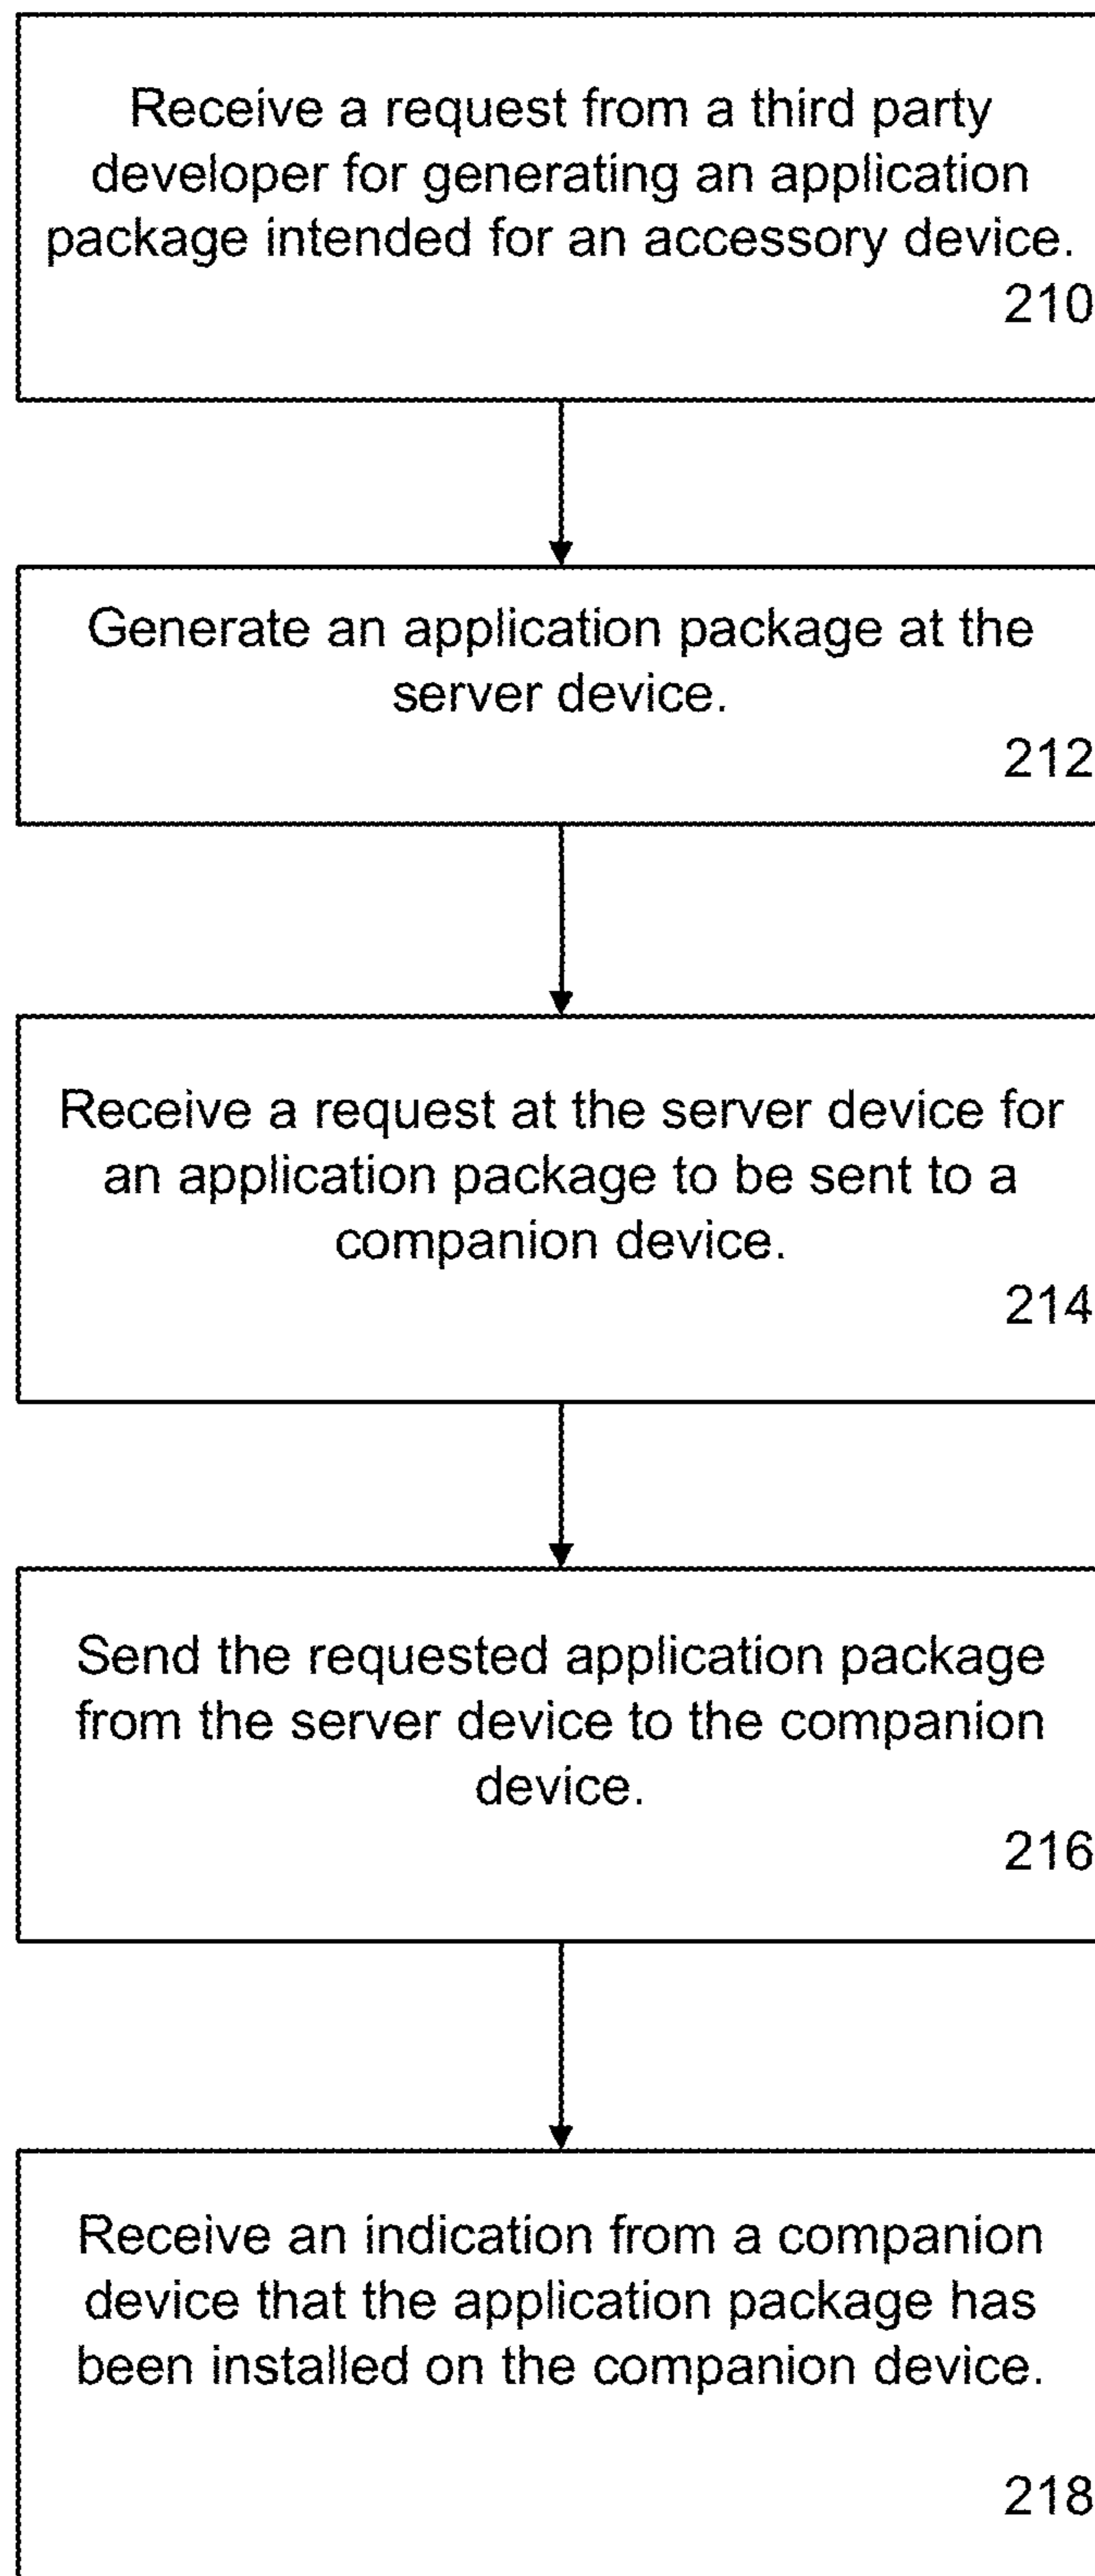 Receive a request from a third party
developer for generating an application
package intended for an accessory device.
210
Generate an application package at the
server device.
212
Receive a request at the server device for
an application package to be sent to a
companion device.
214
Send the requested application package
from the server device to the companion
device.
216
Receive an indication from a companion
device that the application package has
been installed on the companion device.
218